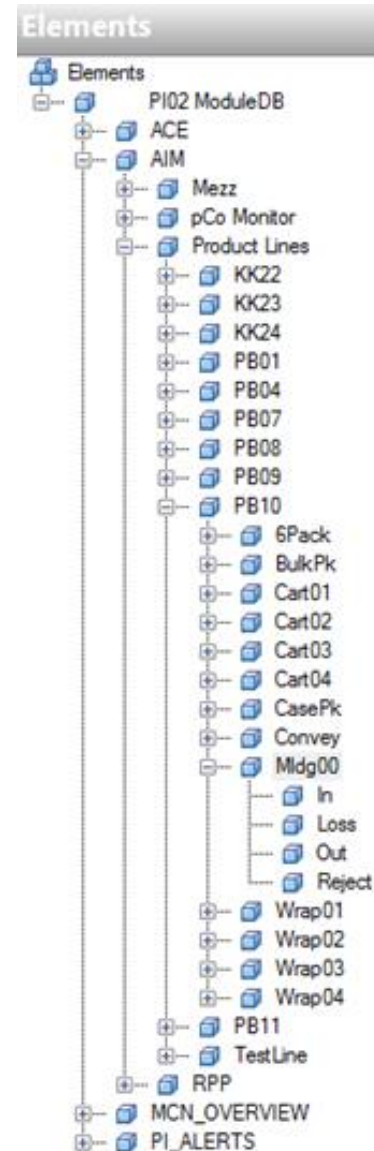 Elements
Elements
PI02 ModuleDB
ACE
AIM
Mezz
pCo Monitor
Product Lines
KK22
KK23
KK24
PB01
PB04
PB07
PB08
PB09
PB10
6Pack
BulkPk
Cart01
Cart02
Cart03
Cart04
CasePk
Convey
Mldg00
In
Loss
Out
Reject
Wrap01
Wrap02
Wrap03
Wrap04
PB11
TestLine
RPP
MCN_OVERVIEW
PI_ALERTS